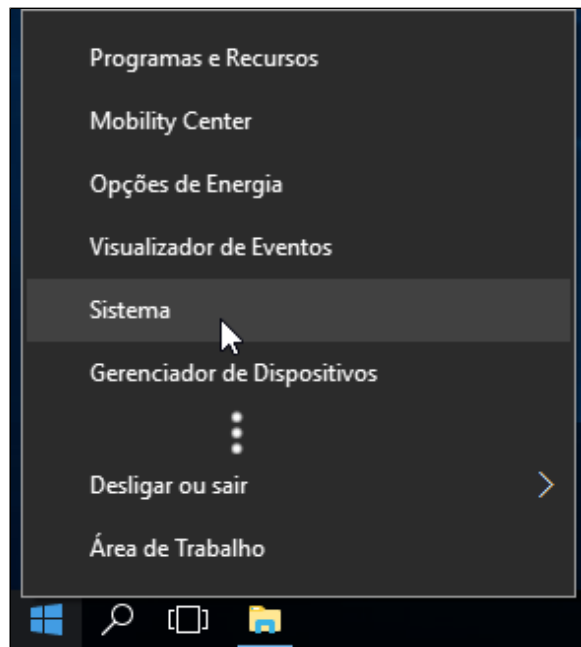 Programas e Recursos
Mobility Center
Opções de Energia
Visualizador de Eventos
Sistema
Gerenciador de Dispositivos
Desligar ou sair
Área de Trabalho